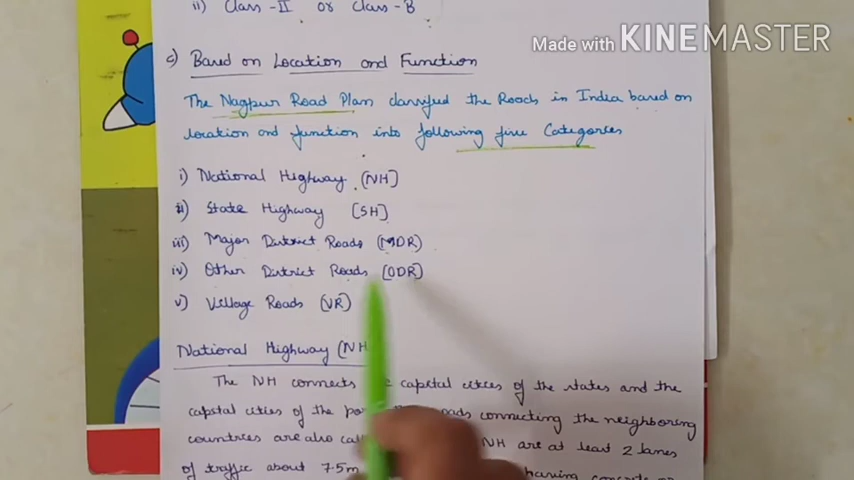 ii) Class-II or Class-B
Made with KINEMASTER
c) Based on Location and Function
The Nagpur Road Plan classified the Roads in India based on
location and function into following five Categories
i) National Highway [NH]
ii) State Highway [SH]
iii) Major District Roads (MDR)
iv) Other District Roads [ODR)
v) Village Roads [VR]
National Highway (NH
The NH connects capital cities of the states and the
capital cities of the connecting the neighboring
countries are also NH are at least 2 lanes
of traffic about 7.5m having concrete or